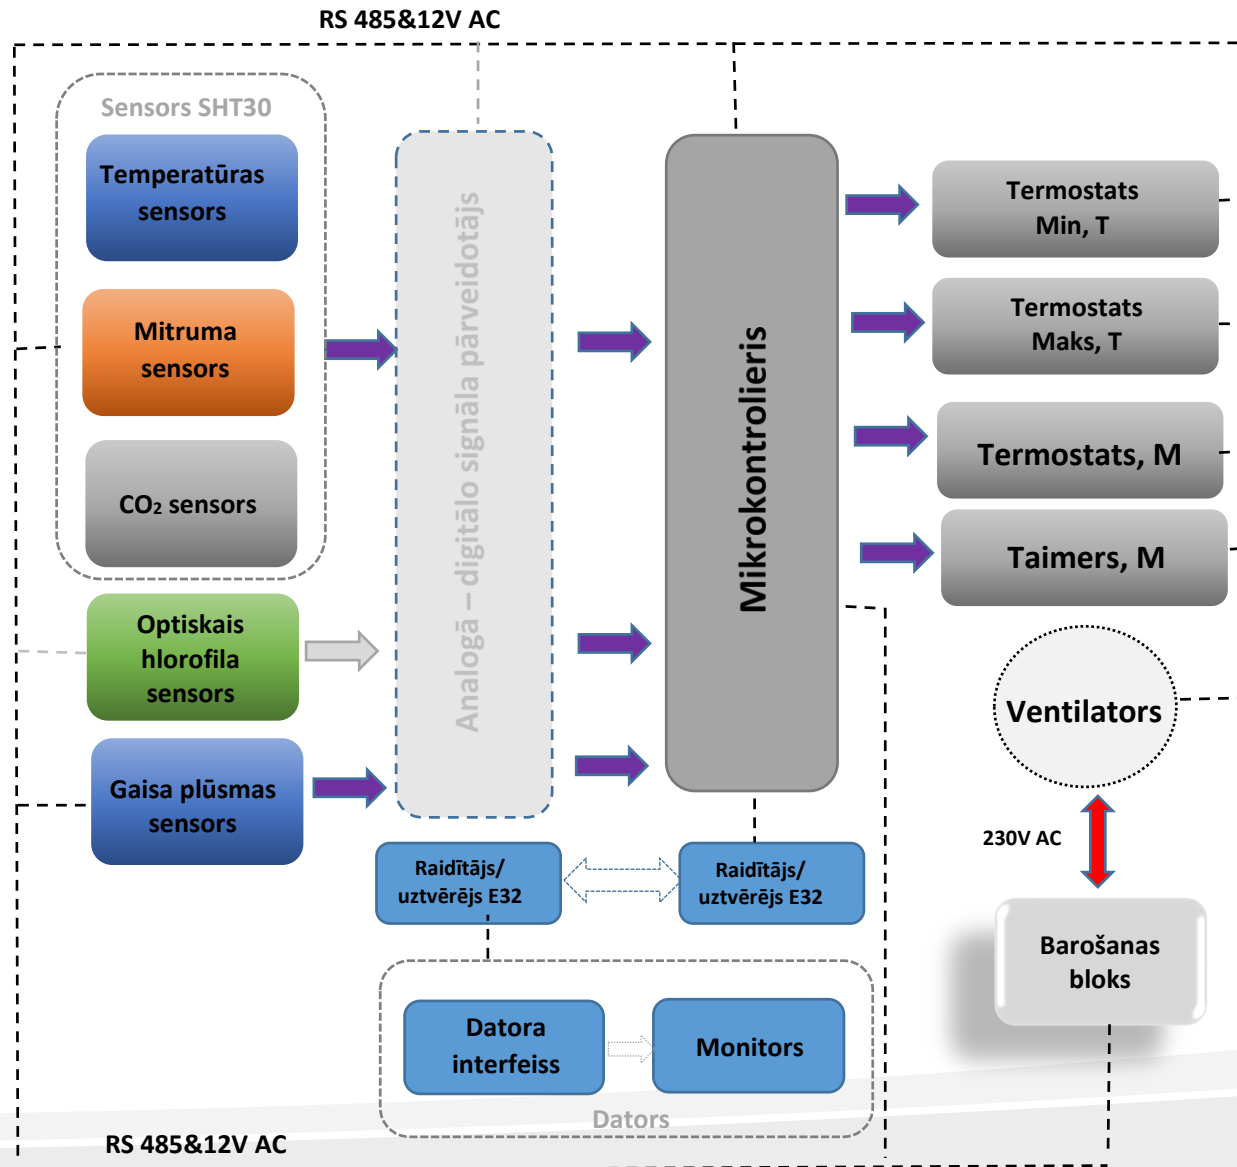 RS 485&12V AC
Sensors SHT30
Temperatūras
sensors
Mitruma
sensors
CO₂ sensors
Optiskais
hlorofila
sensors
Gaisa plūsmas
sensors
Analogā – digitālo signāla pārveidotājs
Mikrokontrolieris
Termostats
Min, T
Termostats
Maks, T
Termostats, M
Taimers, M
Ventilators
230V AC
Barošanas
bloks
Raidītājs/
uztvērējs E32
Raidītājs/
uztvērējs E32
Datora
interfeiss
Monitors
Dators
RS 485&12V AC